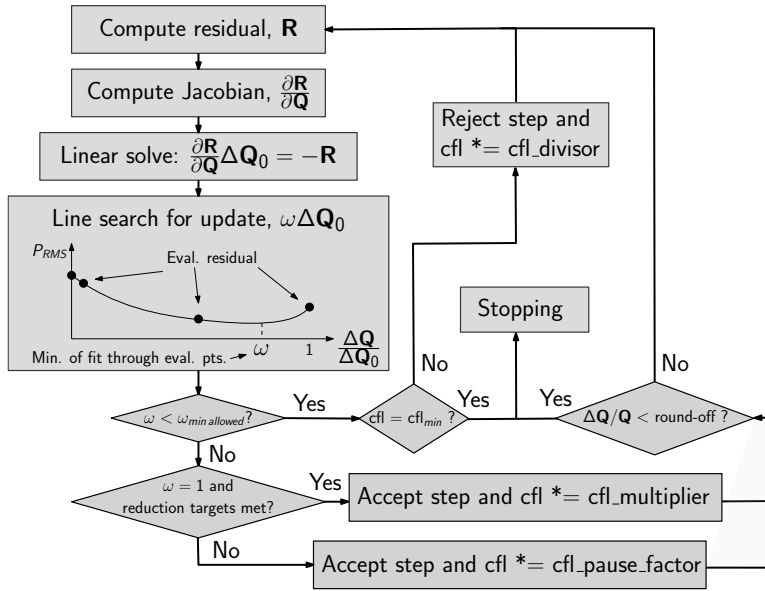 Compute residual, R
Compute Jacobian, ∂R/∂Q
Linear solve: ∂R/∂Q ΔQ₀ = −R
Line search for update, ωΔQ₀
P_RMS
Eval. residual
ΔQ/ΔQ₀
Min. of fit through eval. pts.
ω
1
Reject step and
cfl *= cfl_divisor
Stopping
No
No
ω < ω_min allowed?
Yes
cfl = cfl_min ?
Yes
Yes
ΔQ/Q < round-off ?
No
ω = 1 and
reduction targets met?
Yes
Accept step and cfl *= cfl_multiplier
No
Accept step and cfl *= cfl_pause_factor